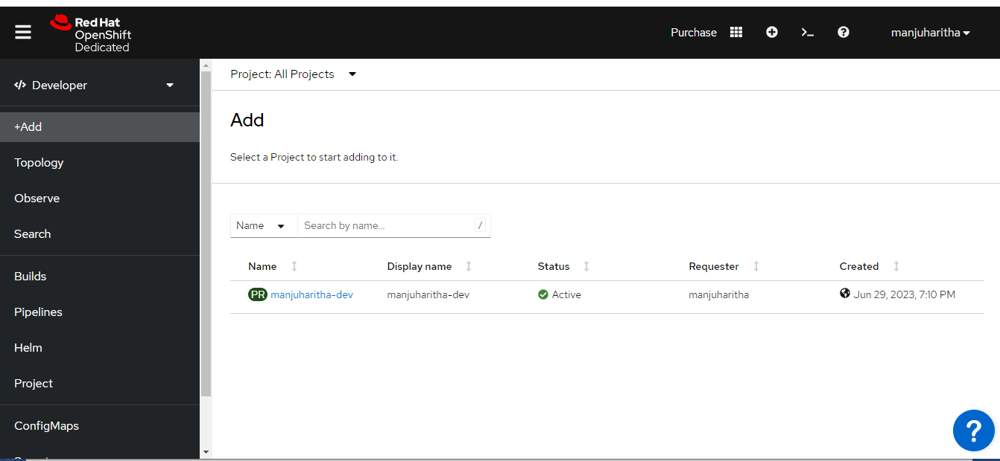 Red Hat
OpenShift
Dedicated
Purchase
manjuharitha
Developer
+Add
Topology
Observe
Search
Builds
Pipelines
Helm
Project
ConfigMaps
Project: All Projects
Add
Select a Project to start adding to it.
Name Search by name... /
Name Display name Status Requester Created
PR manjuharitha-dev manjuharitha-dev Active manjuharitha Jun 29, 2023, 7:10 PM
?